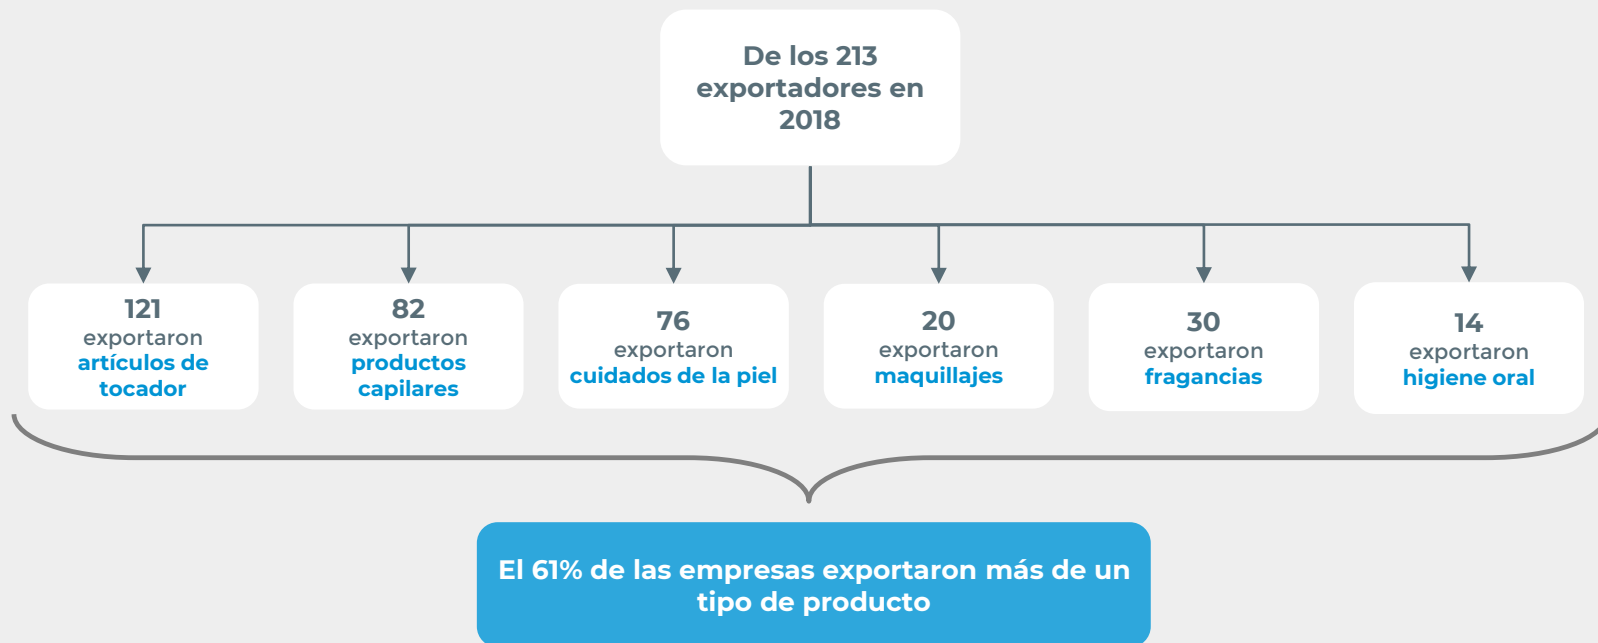 De los 213
exportadores en
2018
121
exportaron
artículos de
tocador
82
exportaron
productos
capilares
76
exportaron
cuidados de la piel
20
exportaron
maquillajes
30
exportaron
fragancias
14
exportaron
higiene oral
El 61% de las empresas exportaron más de un
tipo de producto